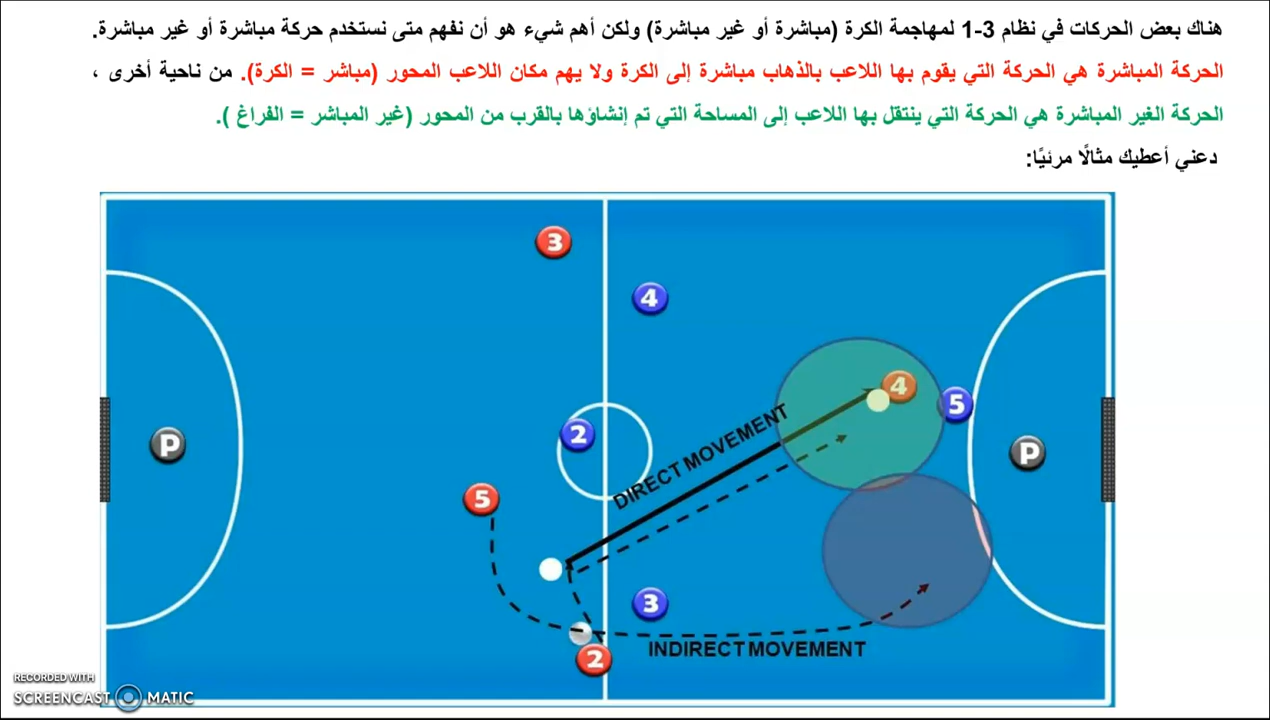 هناك بعض الحركات في نظام 3-1 لمهاجمة الكرة (مباشرة أو غير مباشرة) ولكن أهم شيء هو أن نفهم متى نستخدم حركة مباشرة أو غير مباشرة.
الحركة المباشرة هي الحركة التي يقوم بها اللاعب بالذهاب مباشرة إلى الكرة ولا يهم مكان اللاعب المحور (مباشر = الكرة). من ناحية أخرى ،
الحركة الغير المباشرة هي الحركة التي ينتقل بها اللاعب إلى المساحة التي تم إنشاؤها بالقرب من المحور (غير المباشر = الفراغ ).
دعني أعطيك مثالًا مرئيًا:
3
4
4
5
2
DIRECT MOVEMENT
P
P
5
3
2
INDIRECT MOVEMENT
RECORDED WITH
SCREENCAST MATIC